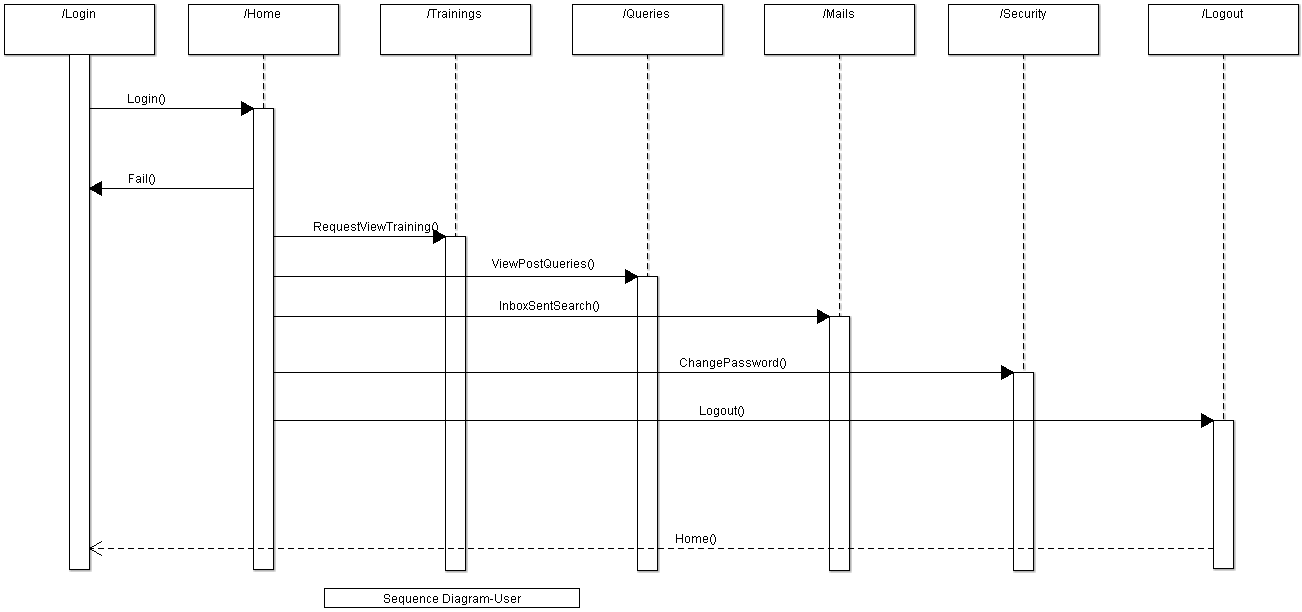 /Login
/Home
/Trainings
/Queries
/Mails
/Security
/Logout
Login()
Fail()
RequestViewTraining()
ViewPostQueries()
InboxSentSearch()
ChangePassword()
Logout()
Home()
Sequence Diagram-User